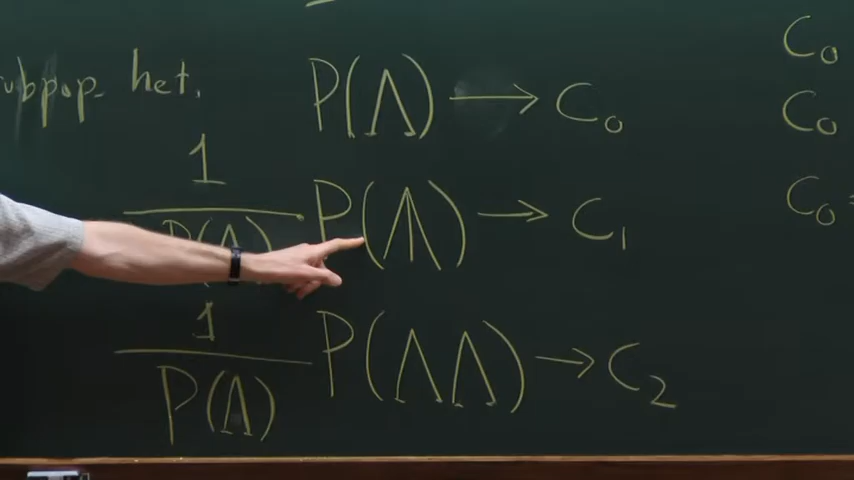 ubpop. het.
P(Λ) → C₀
C₀
C₀
C₀ =
1/P(Λ) P(⩚) → C₁
1/P(Λ) P(ΛΛ) → C₂